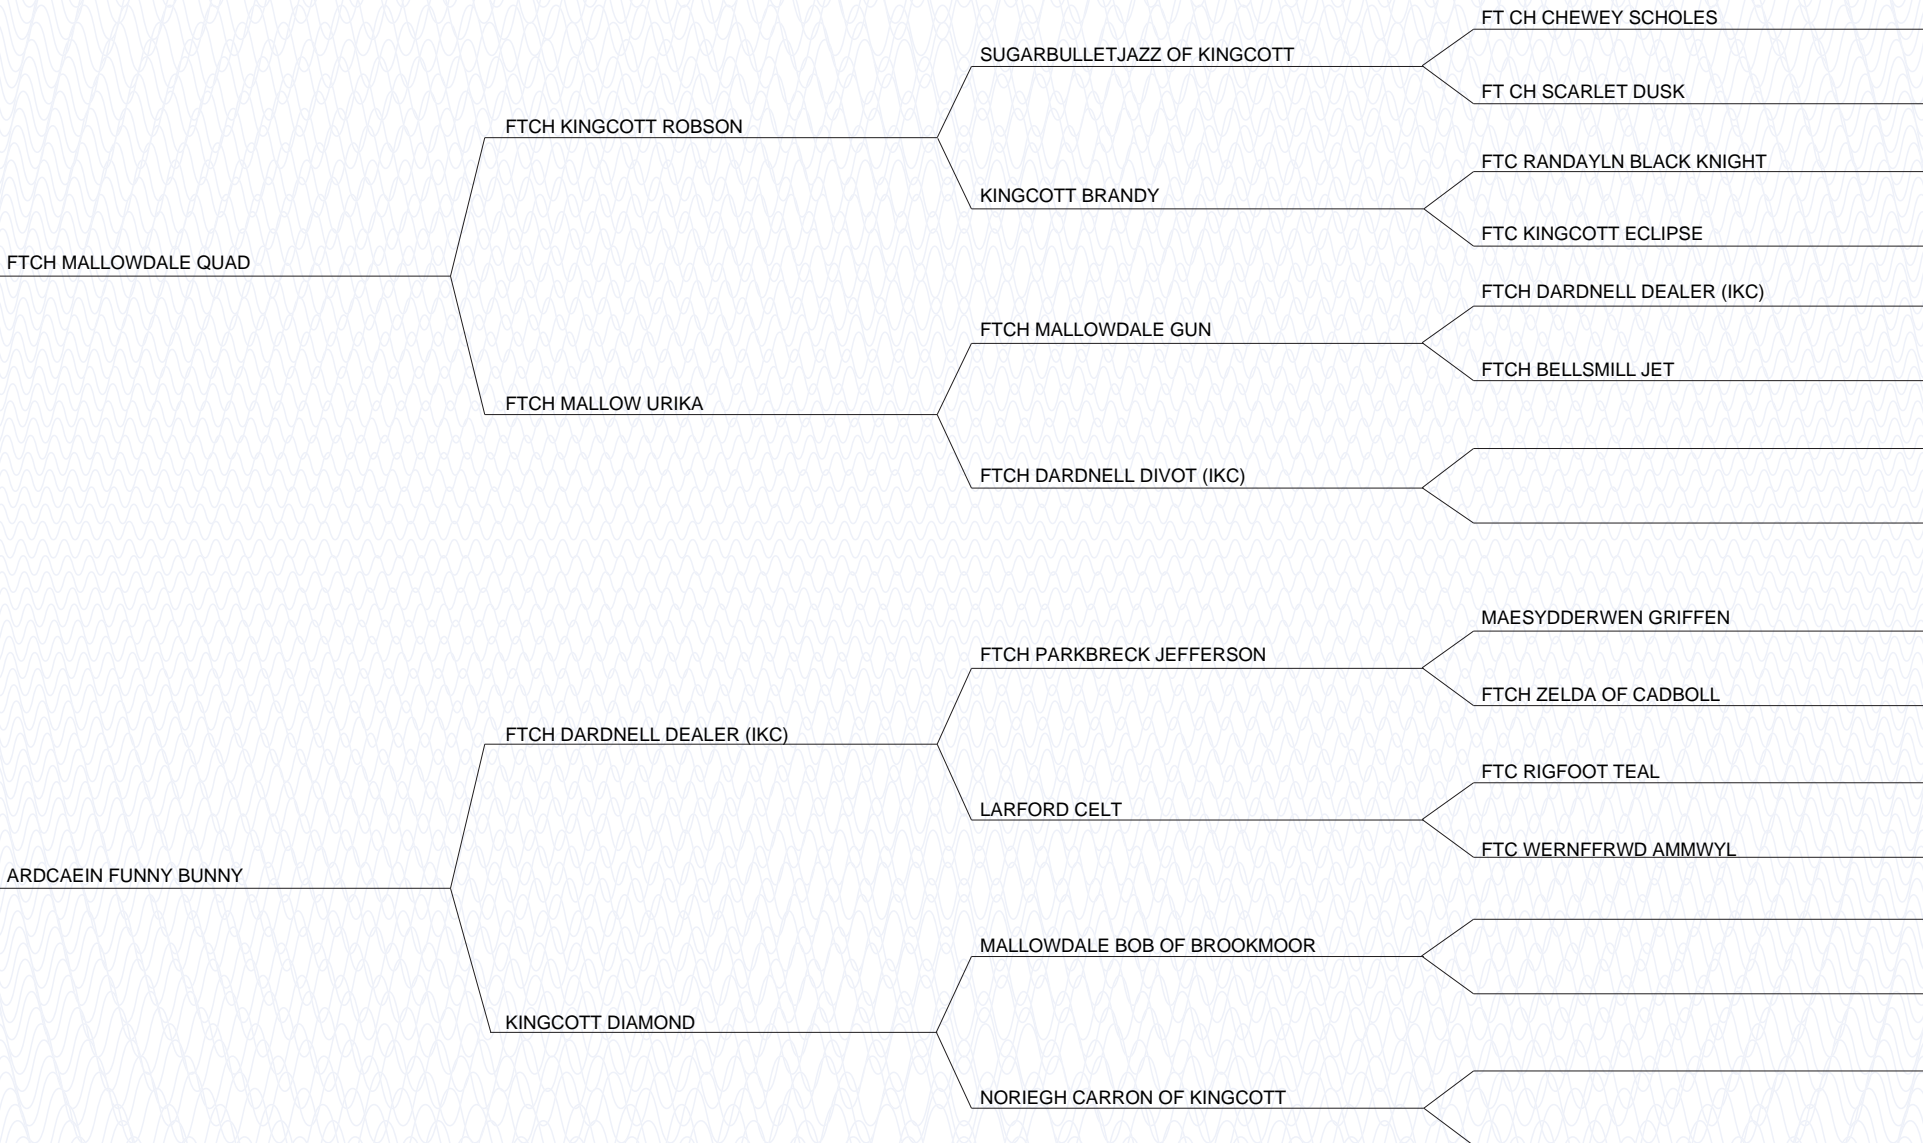 FT CH CHEWEY SCHOLES
SUGARBULLETJAZZ OF KINGCOTT
FT CH SCARLET DUSK
FTCH KINGCOTT ROBSON
FTC RANDAYLN BLACK KNIGHT
KINGCOTT BRANDY
FTC KINGCOTT ECLIPSE
FTCH MALLOWDALE QUAD
FTCH DARDNELL DEALER (IKC)
FTCH MALLOWDALE GUN
FTCH BELLSMILL JET
FTCH MALLOW URIKA
FTCH DARDNELL DIVOT (IKC)
MAESYDDERWEN GRIFFEN
FTCH PARKBRECK JEFFERSON
FTCH ZELDA OF CADBOLL
FTCH DARDNELL DEALER (IKC)
FTC RIGFOOT TEAL
LARFORD CELT
FTC WERNFFRWD AMMWYL
ARDCAEIN FUNNY BUNNY
MALLOWDALE BOB OF BROOKMOOR
KINGCOTT DIAMOND
NORIEGH CARRON OF KINGCOTT